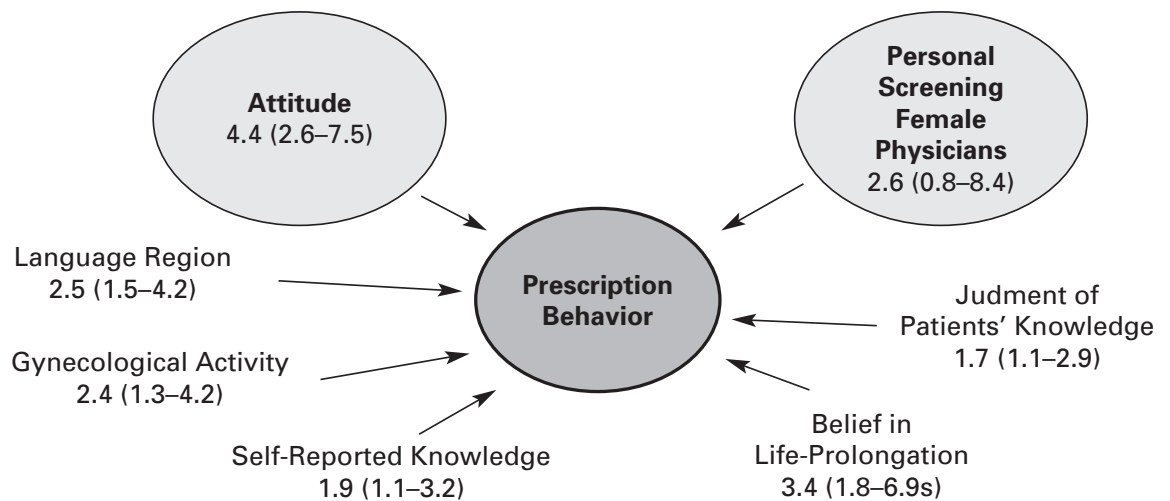 Attitude
4.4 (2.6–7.5)
Personal
Screening
Female
Physicians
2.6 (0.8–8.4)
Language Region
2.5 (1.5–4.2)
Prescription
Behavior
Judment of
Patients’ Knowledge
1.7 (1.1–2.9)
Gynecological Activity
2.4 (1.3–4.2)
Self-Reported Knowledge
1.9 (1.1–3.2)
Belief in
Life-Prolongation
3.4 (1.8–6.9s)